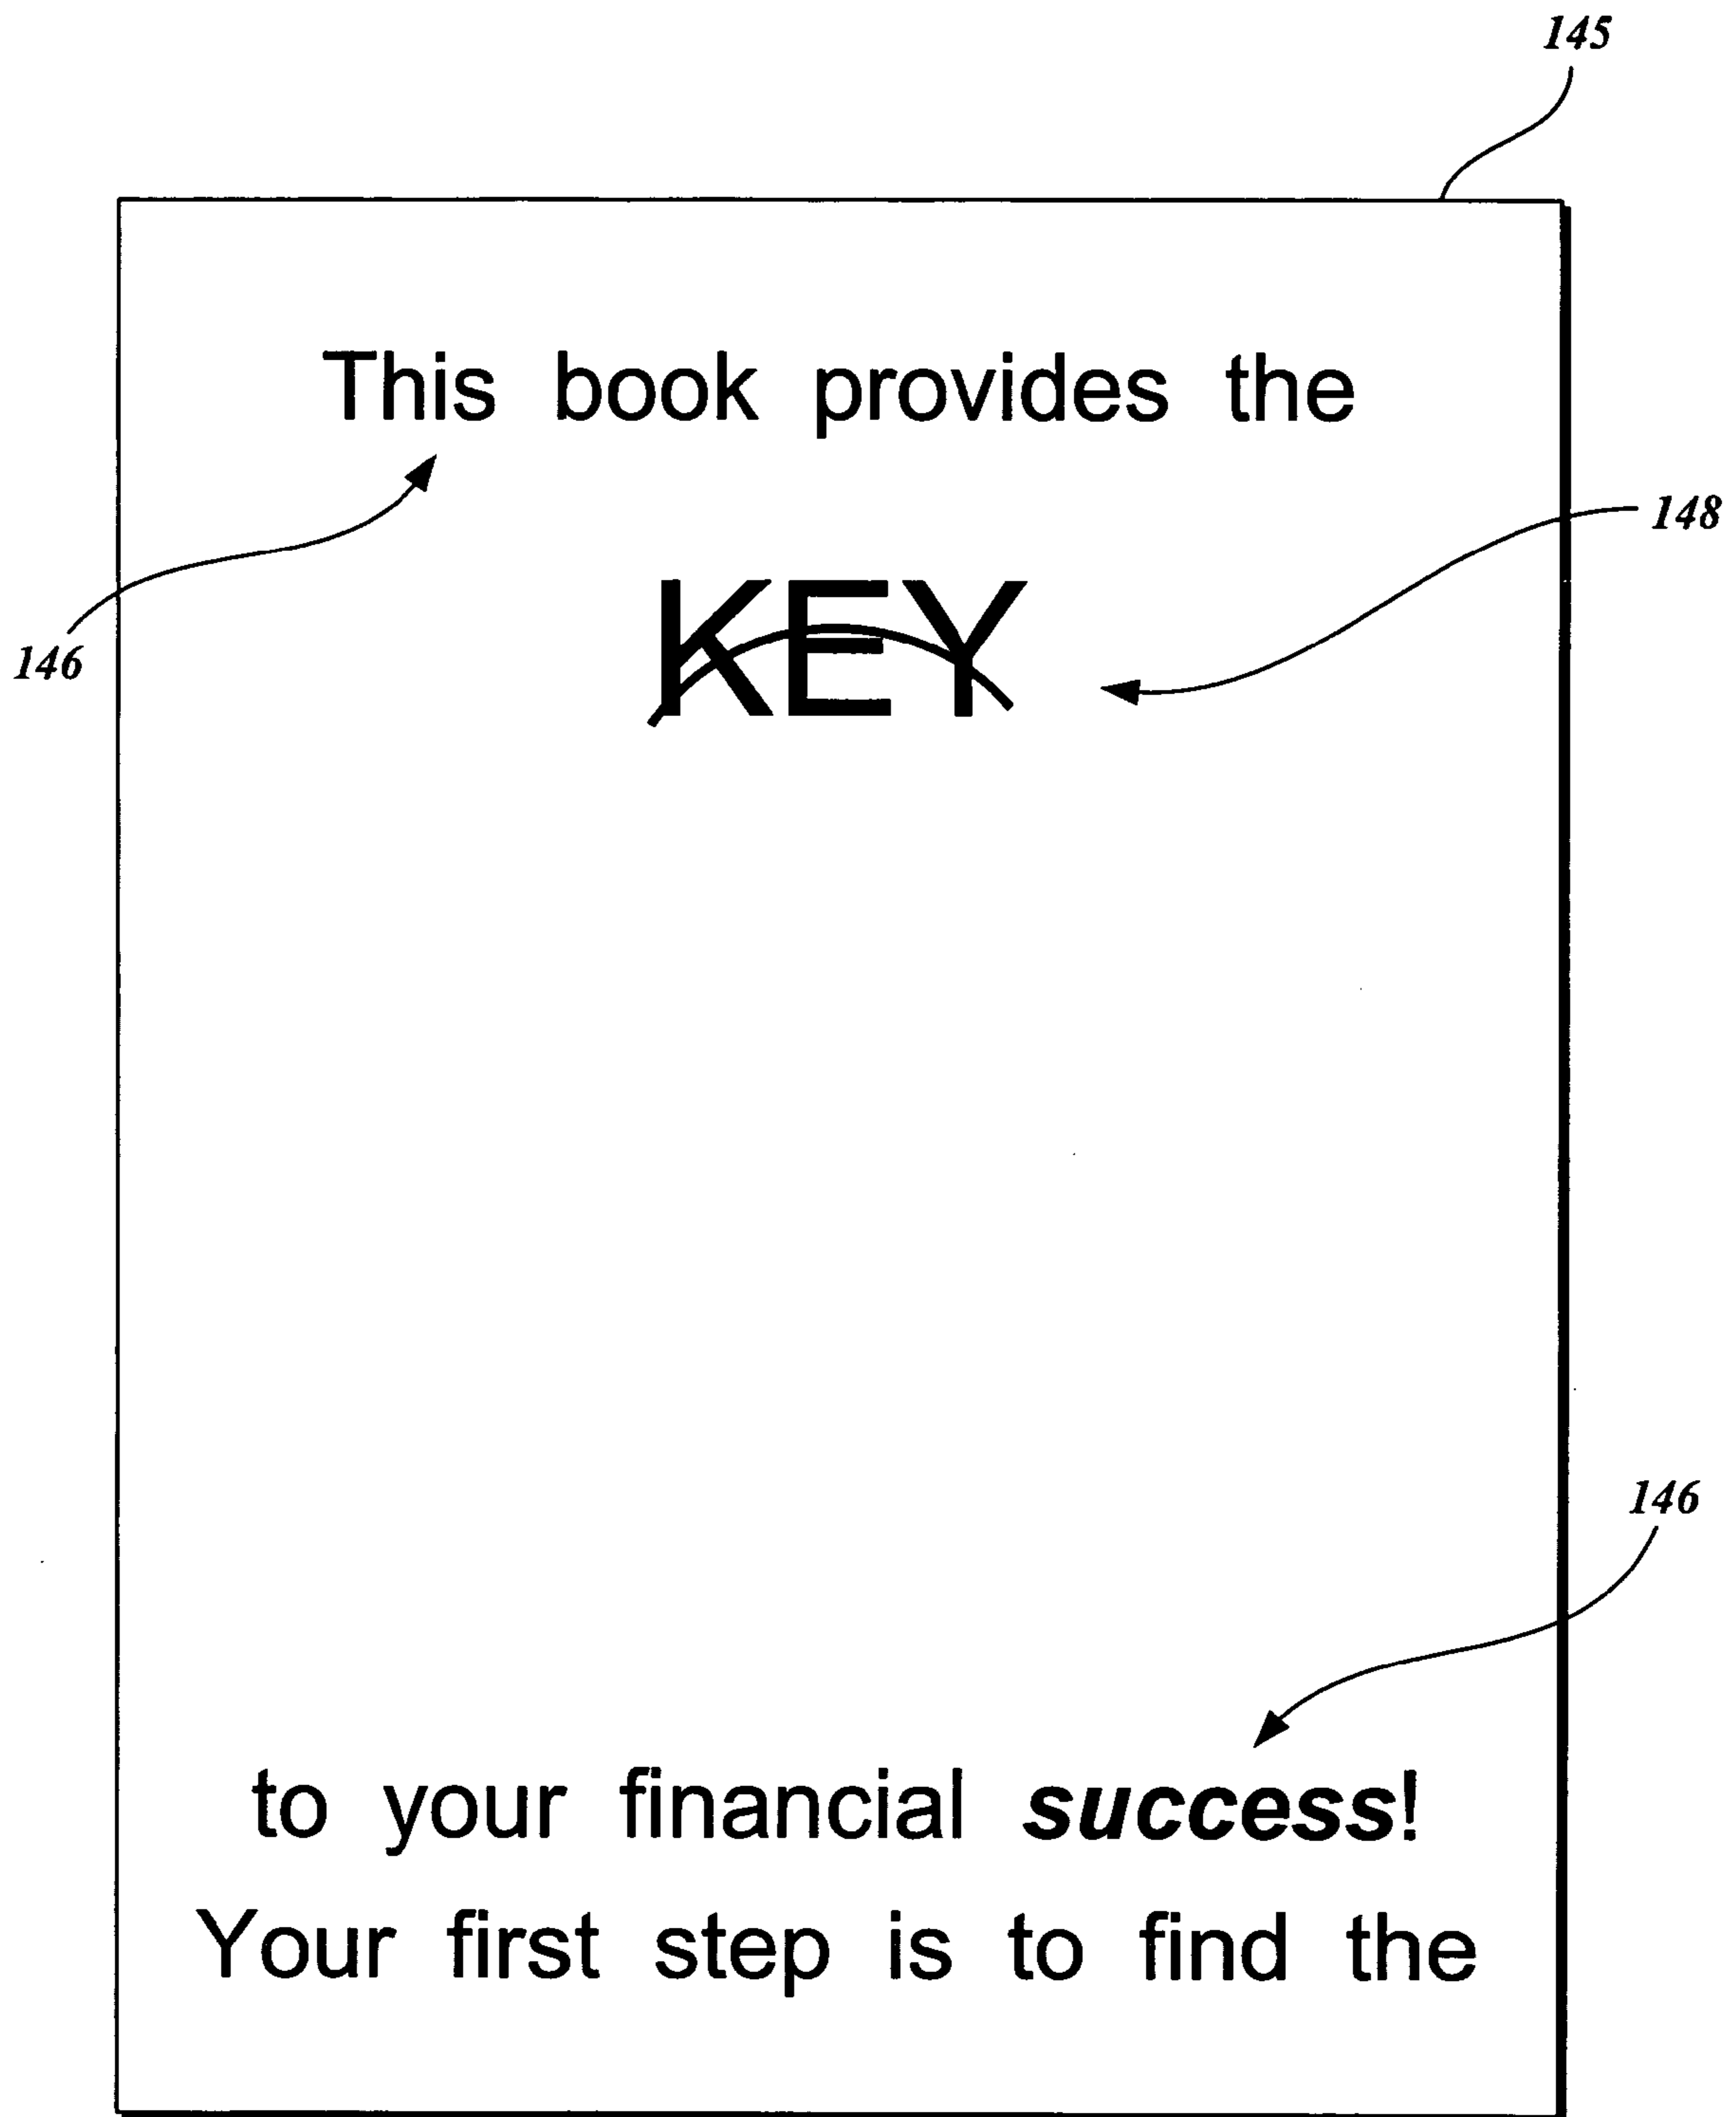 145
This book provides the
148
KEY
146
146
to your financial success!
Your first step is to find the